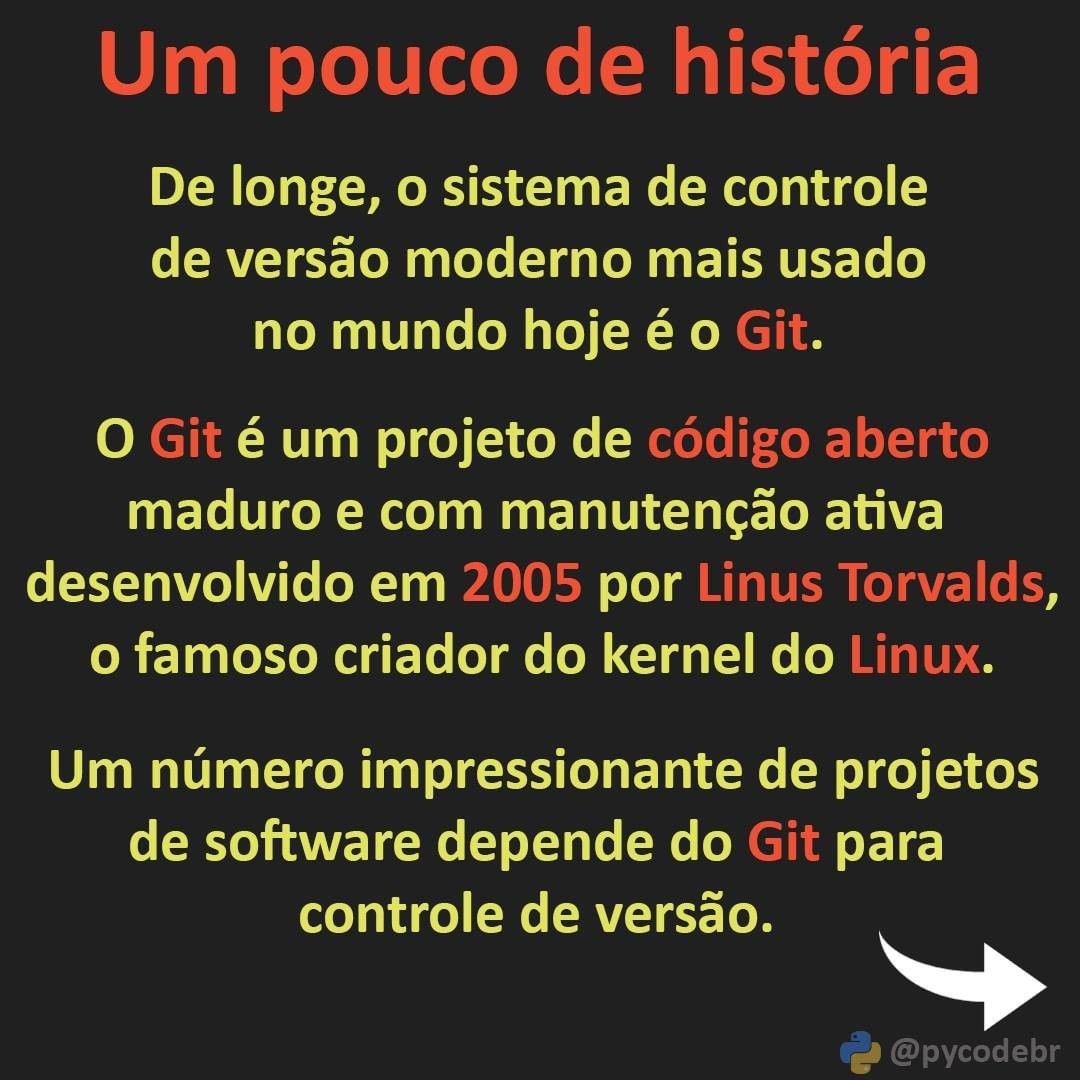 Um pouco de história
De longe, o sistema de controle
de versão moderno mais usado
no mundo hoje é o Git.
O Git é um projeto de código aberto
maduro e com manutenção ativa
desenvolvido em 2005 por Linus Torvalds,
o famoso criador do kernel do Linux.
Um número impressionante de projetos
de software depende do Git para
controle de versão.
@pycodebr